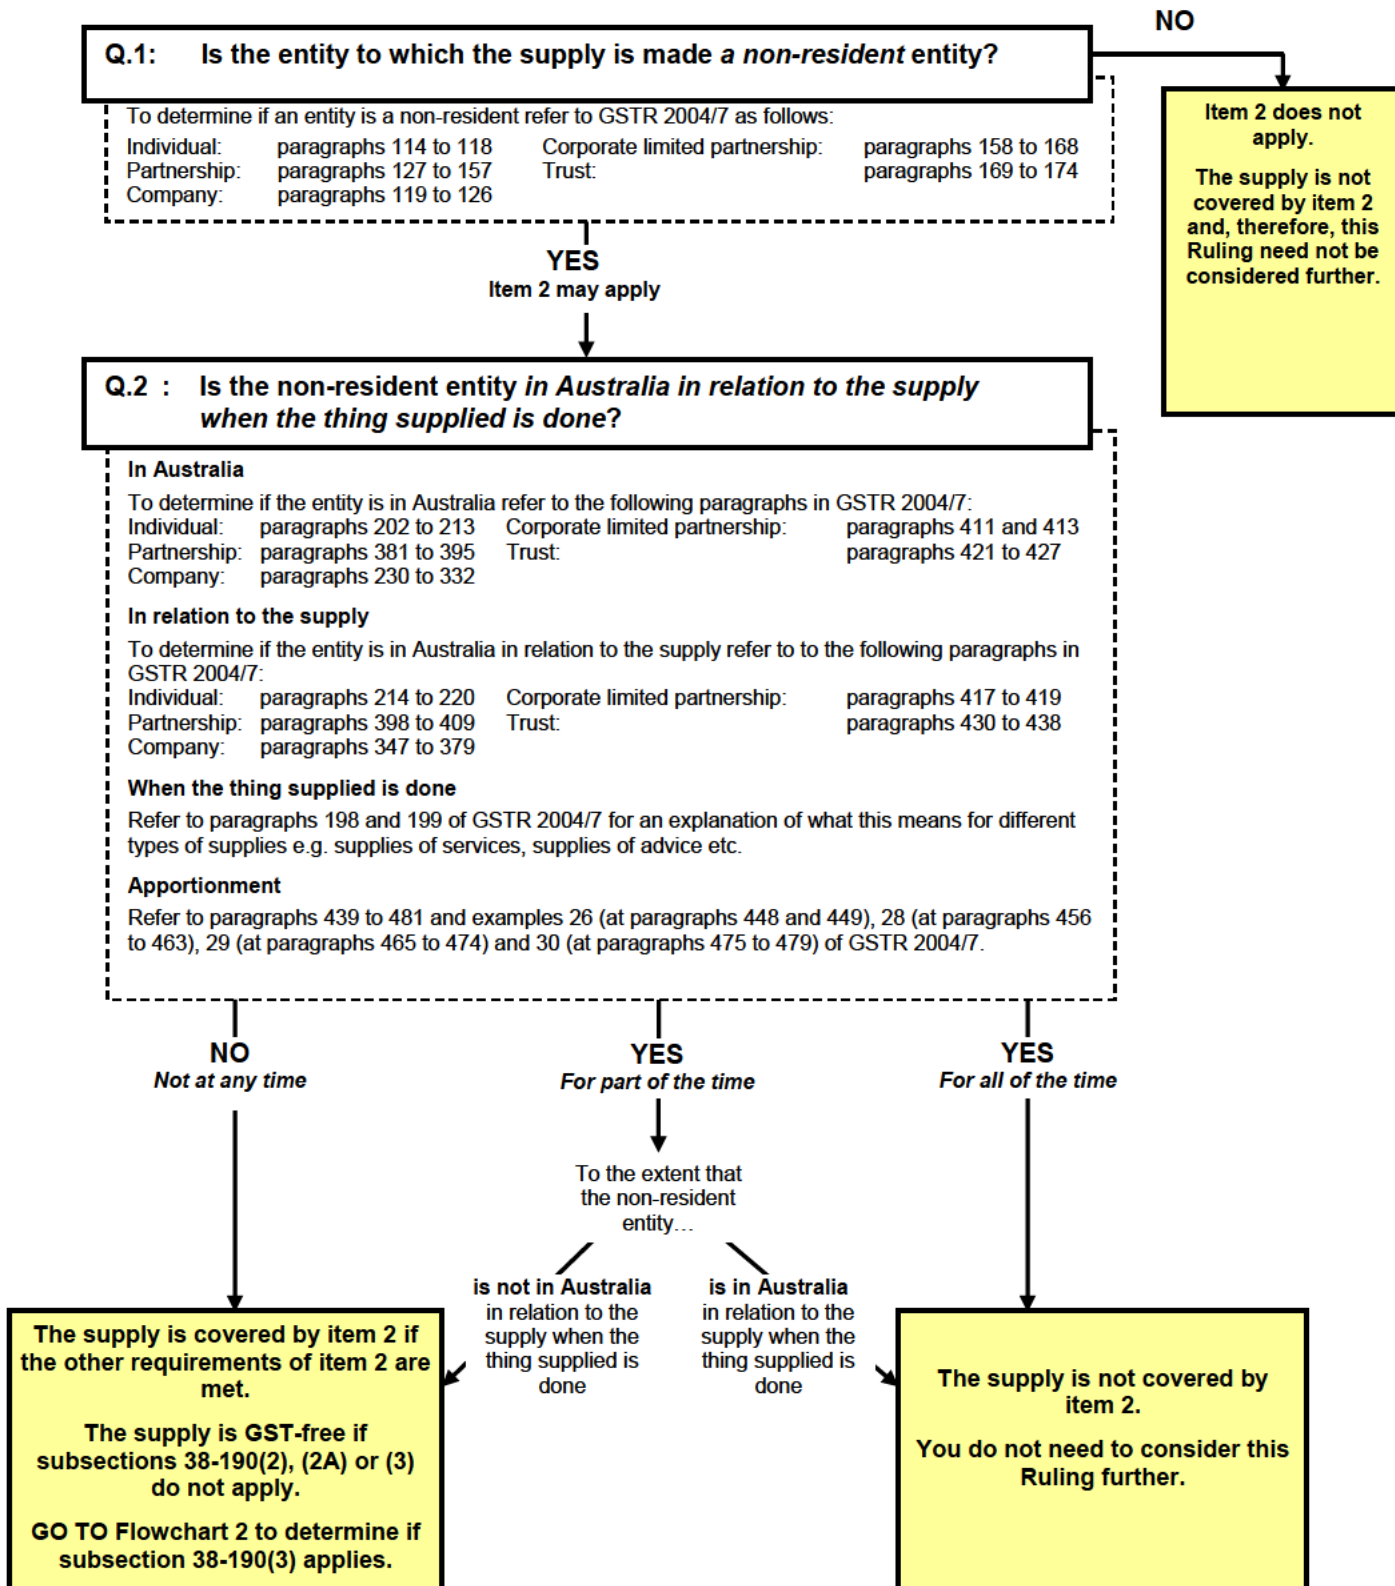 NO
Q.1: Is the entity to which the supply is made a non-resident entity?
To determine if an entity is a non-resident refer to GSTR 2004/7 as follows:
Individual: paragraphs 114 to 118 Corporate limited partnership: paragraphs 158 to 168
Partnership: paragraphs 127 to 157 Trust: paragraphs 169 to 174
Company: paragraphs 119 to 126
Item 2 does not
apply.
The supply is not
covered by item 2
and, therefore, this
Ruling need not be
considered further.
YES
Item 2 may apply
Q.2 : Is the non-resident entity in Australia in relation to the supply
when the thing supplied is done?
In Australia
To determine if the entity is in Australia refer to the following paragraphs in GSTR 2004/7:
Individual: paragraphs 202 to 213 Corporate limited partnership: paragraphs 411 and 413
Partnership: paragraphs 381 to 395 Trust: paragraphs 421 to 427
Company: paragraphs 230 to 332
In relation to the supply
To determine if the entity is in Australia in relation to the supply refer to to the following paragraphs in
GSTR 2004/7:
Individual: paragraphs 214 to 220 Corporate limited partnership: paragraphs 417 to 419
Partnership: paragraphs 398 to 409 Trust: paragraphs 430 to 438
Company: paragraphs 347 to 379
When the thing supplied is done
Refer to paragraphs 198 and 199 of GSTR 2004/7 for an explanation of what this means for different
types of supplies e.g. supplies of services, supplies of advice etc.
Apportionment
Refer to paragraphs 439 to 481 and examples 26 (at paragraphs 448 and 449), 28 (at paragraphs 456
to 463), 29 (at paragraphs 465 to 474) and 30 (at paragraphs 475 to 479) of GSTR 2004/7.
NO
Not at any time
YES
For part of the time
YES
For all of the time
To the extent that
the non-resident
entity…
is not in Australia
in relation to the
supply when the
thing supplied is
done
is in Australia
in relation to the
supply when the
thing supplied is
done
The supply is covered by item 2 if
the other requirements of item 2 are
met.
The supply is GST-free if
subsections 38-190(2), (2A) or (3)
do not apply.
GO TO Flowchart 2 to determine if
subsection 38-190(3) applies.
The supply is not covered by
item 2.
You do not need to consider this
Ruling further.